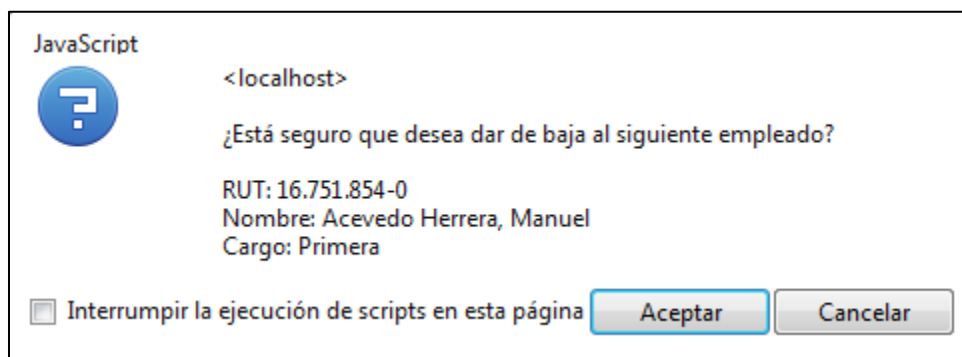 JavaScript
<localhost>
¿Está seguro que desea dar de baja al siguiente empleado?
RUT: 16.751.854-0
Nombre: Acevedo Herrera, Manuel
Cargo: Primera
Interrumpir la ejecución de scripts en esta página Aceptar Cancelar